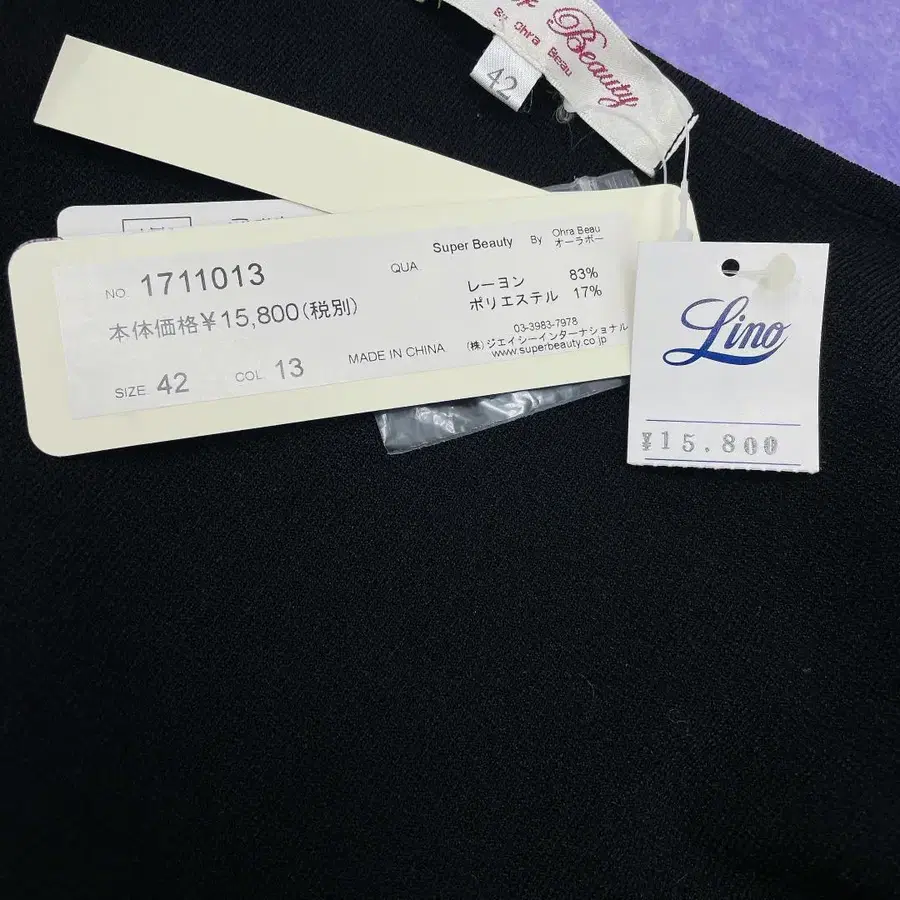 Beauty
By Ohra Beau
42
Super Beauty By Ohra Beau
オーラボー
NO. 1711013
QUA.
レーヨン 83%
ポリエステル 17%
本体価格¥15,800(税別)
03-3983-7978
(株)ジェイシーインターナショナル
www.superbeauty.co.jp
MADE IN CHINA
SIZE 42 COL. 13
Lino
¥15.800